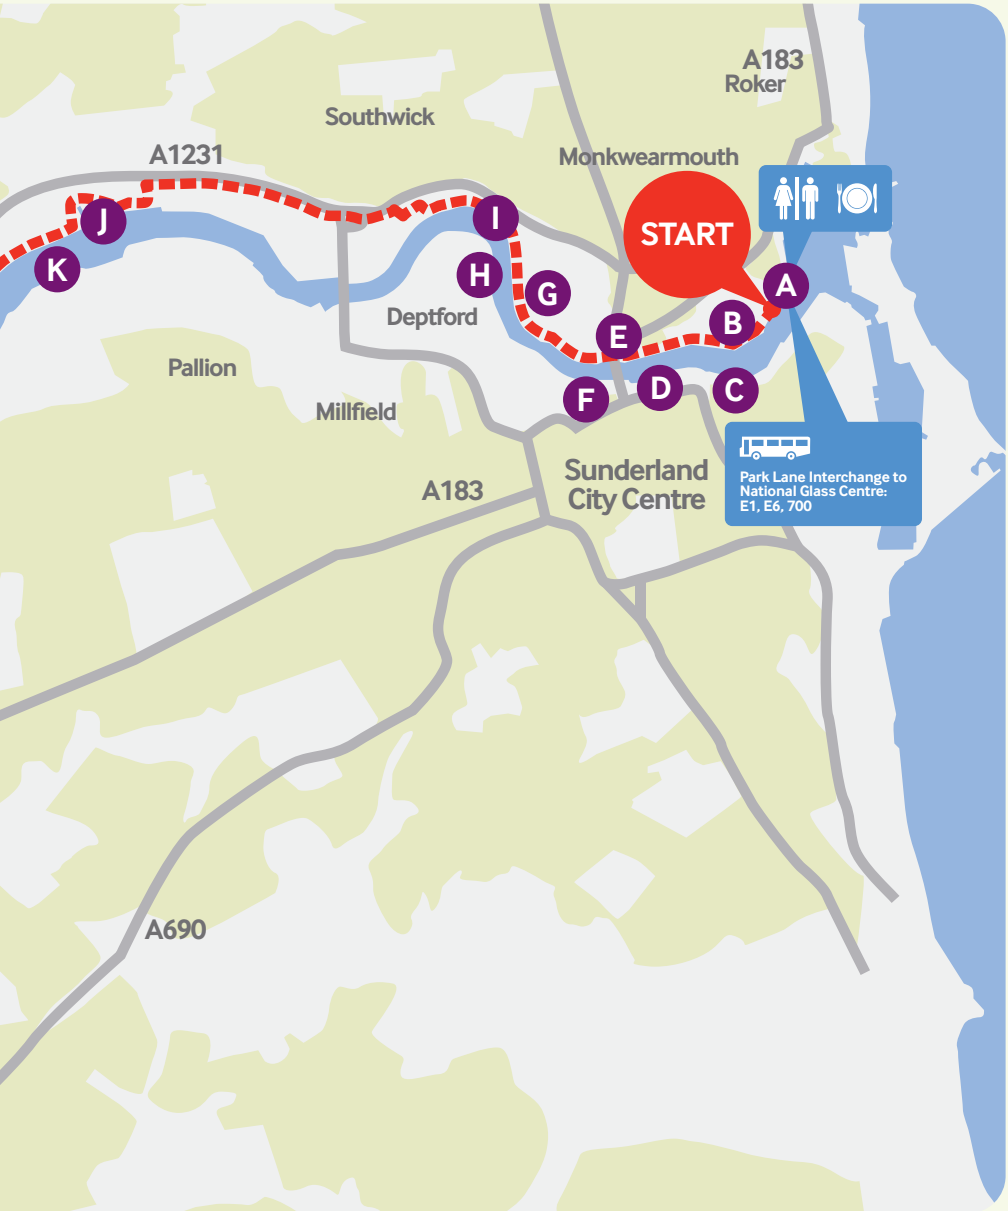 A183
Roker
Southwick
A1231
Monkwearmouth
START
A
I
J
K
H
G
B
E
Deptford
D
C
F
Pallion
Millfield
Sunderland
City Centre
A183
Park Lane Interchange to
National Glass Centre:
E1, E6, 700
A690